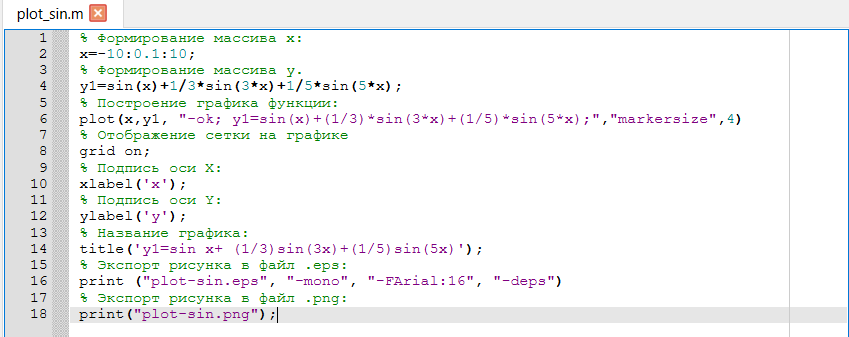 plot_sin.m
1 % Формирование массива x:
2 x=-10:0.1:10;
3 % Формирование массива y.
4 y1=sin(x)+1/3*sin(3*x)+1/5*sin(5*x);
5 % Построение графика функции:
6 plot(x,y1, "-ok; y1=sin(x)+(1/3)*sin(3*x)+(1/5)*sin(5*x);","markersize",4)
7 % Отображение сетки на графике
8 grid on;
9 % Подпись оси X:
10 xlabel('x');
11 % Подпись оси Y:
12 ylabel('y');
13 % Название графика:
14 title('y1=sin x+ (1/3)sin(3x)+(1/5)sin(5x)');
15 % Экспорт рисунка в файл .eps:
16 print ("plot-sin.eps", "-mono", "-FArial:16", "-deps")
17 % Экспорт рисунка в файл .png:
18 print("plot-sin.png");